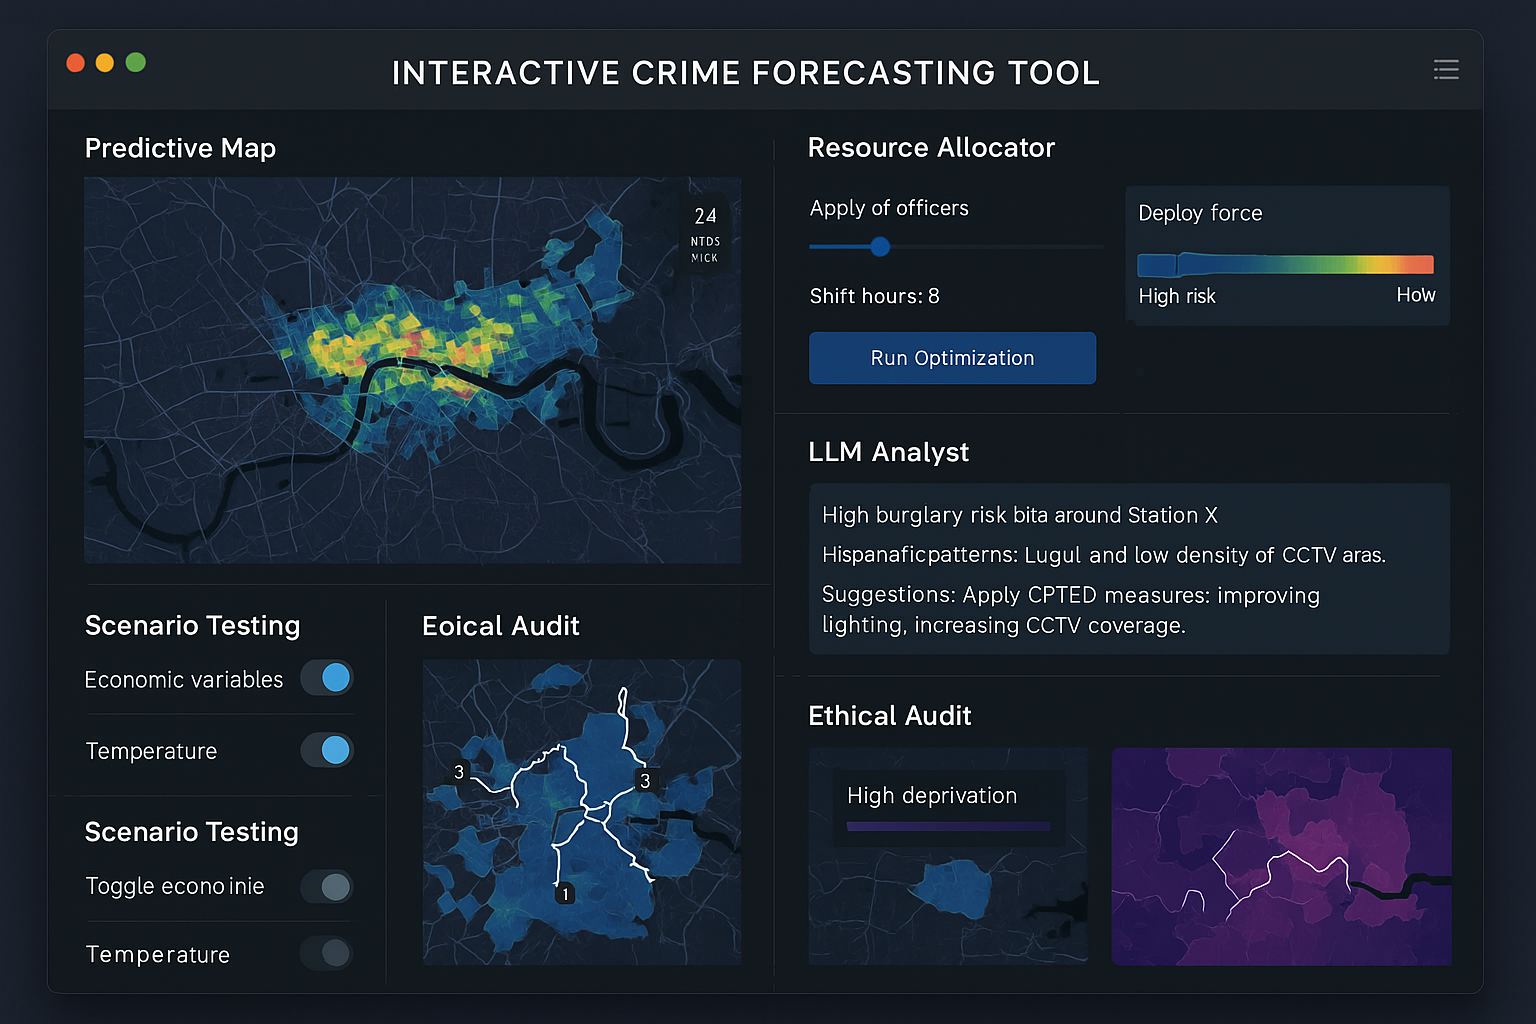 INTERACTIVE CRIME FORECASTING TOOL
Predictive Map
24
NTDS
MICK
Resource Allocator
Apply of officers
Shift hours: 8
Run Optimization
Deploy force
High risk
How
LLM Analyst
High burglary risk bita around Station X
Hispanaficpatterns: Lugul and low density of CCTV aras.
Suggestions: Apply CPTED measures: improving
lighting, increasing CCTV coverage.
Scenario Testing
Economic variables
Temperature
Scenario Testing
Toggle econoinie
Temperature
Eoical Audit
3
3
1
Ethical Audit
High deprivation